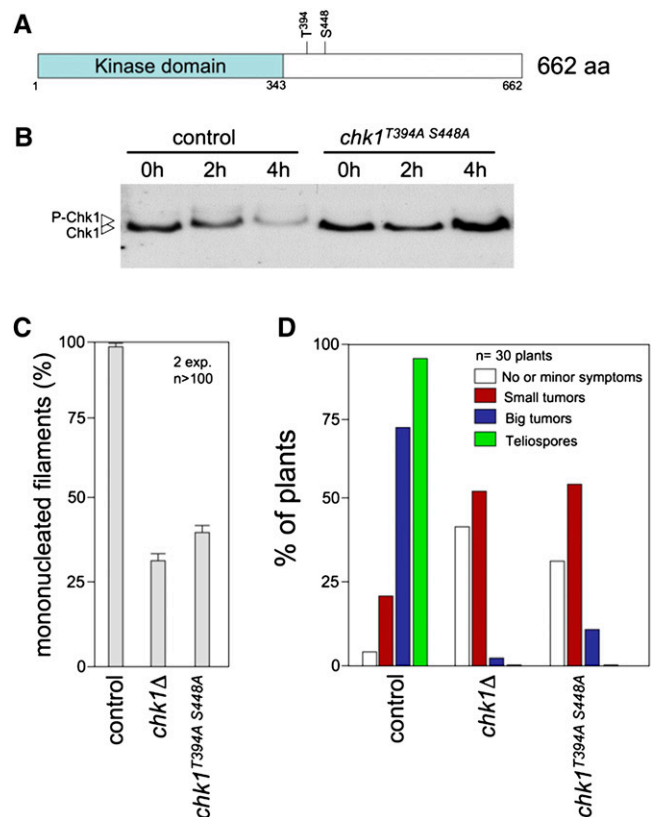 A
T394
S448
Kinase domain
662 aa
1
343
662
B
control
chk1T394A S448A
0h 2h 4h 0h 2h 4h
P-Chk1
Chk1
C
mononucleated filaments (%)
100
75
50
25
0
2 exp.
n>100
control
chk1Δ
chk1T394A S448A
D
% of plants
100
75
50
25
0
n= 30 plants
No or minor symptoms
Small tumors
Big tumors
Teliospores
control
chk1Δ
chk1T394A S448A